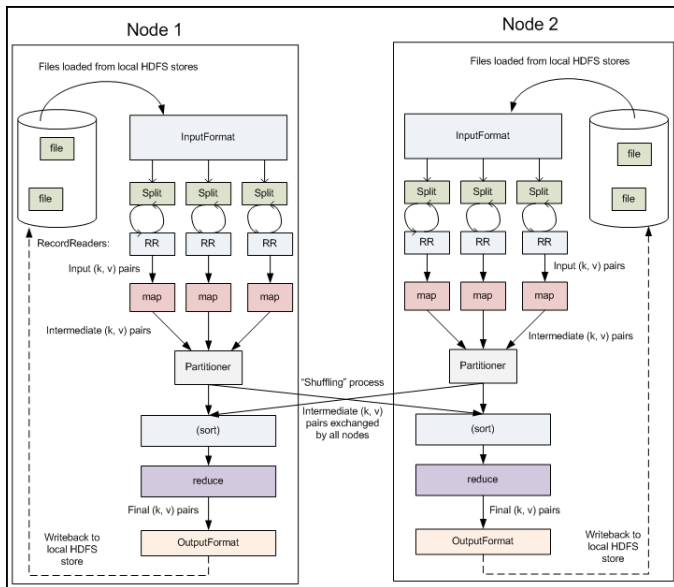 Node 1
Node 2
Files loaded from local HDFS stores
file
file
InputFormat
Split
Split
Split
RecordReaders:
RR
RR
RR
Input (k, v) pairs
map
map
map
Intermediate (k, v) pairs
Partitioner
(sort)
reduce
Final (k, v) pairs
OutputFormat
Writeback to
local HDFS
store
"Shuffling" process
Intermediate (k, v)
pairs exchanged
by all nodes
Files loaded from local HDFS stores
InputFormat
file
file
Split
Split
Split
RR
RR
RR
Input (k, v) pairs
map
map
map
Intermediate (k, v) pairs
Partitioner
(sort)
reduce
Final (k, v) pairs
OutputFormat
Writeback to
local HDFS
store